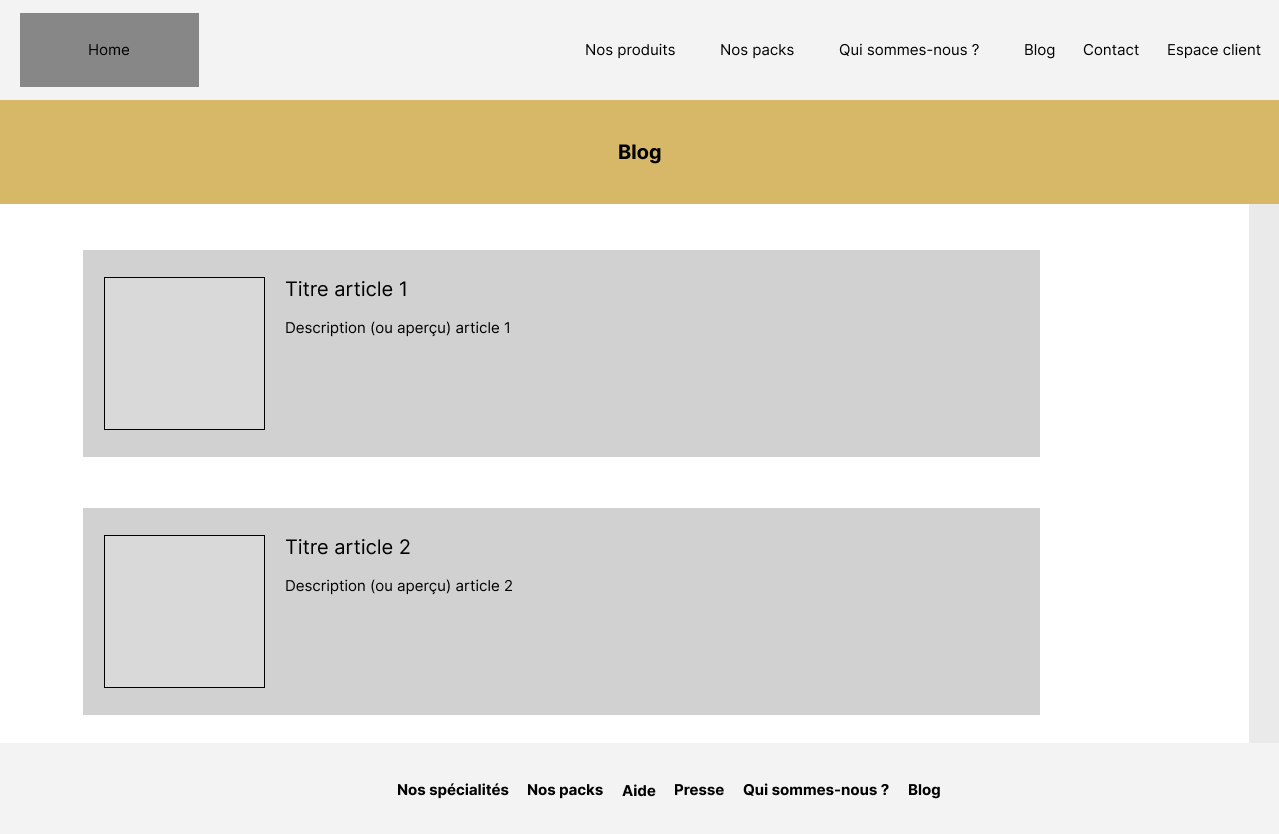 Home
Nos produits Nos packs Qui sommes-nous ? Blog Contact Espace client
Blog
Titre article 1
Description (ou aperçu) article 1
Titre article 2
Description (ou aperçu) article 2
Nos spécialités Nos packs Aide Presse Qui sommes-nous ? Blog